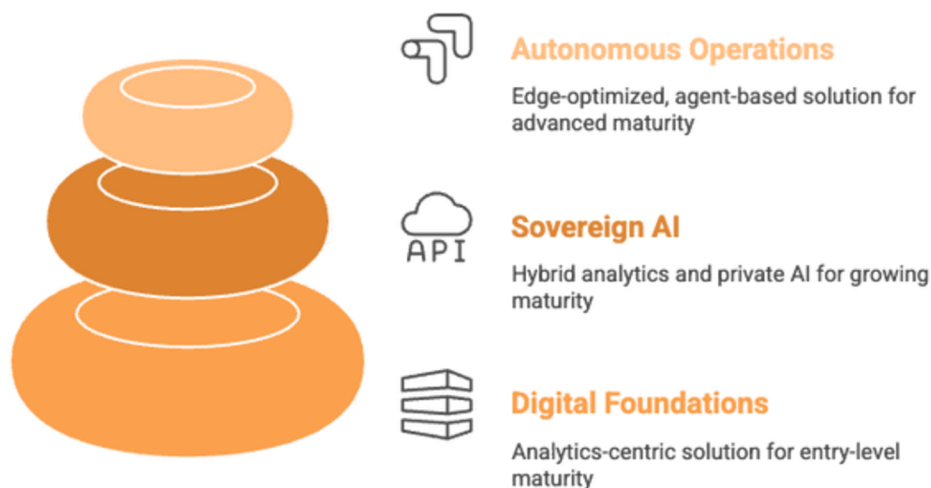 Autonomous Operations
Edge-optimized, agent-based solution for
advanced maturity
API
Sovereign AI
Hybrid analytics and private AI for growing
maturity
Digital Foundations
Analytics-centric solution for entry-level
maturity